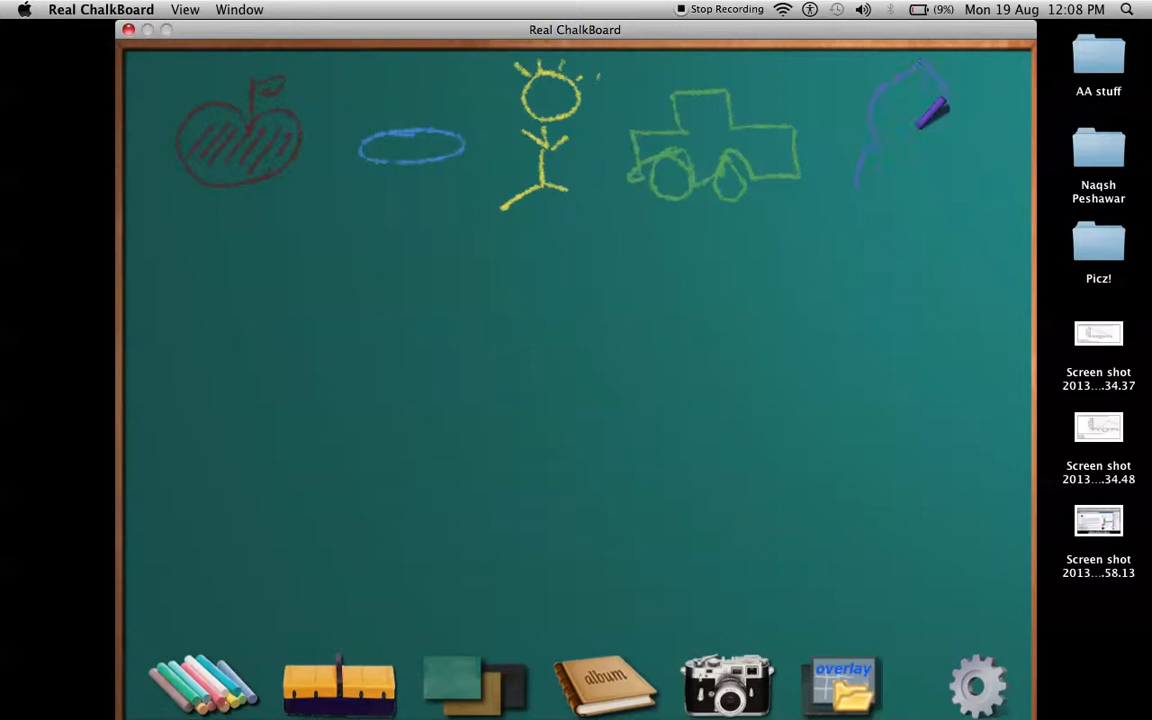 Real ChalkBoard View Window Stop Recording (9%) Mon 19 Aug 12:08 PM
Real ChalkBoard
AA stuff
Naqsh
Peshawar
Picz!
Screen shot
2013....34.37
Screen shot
2013....34.48
Screen shot
2013....58.13
album
overlay